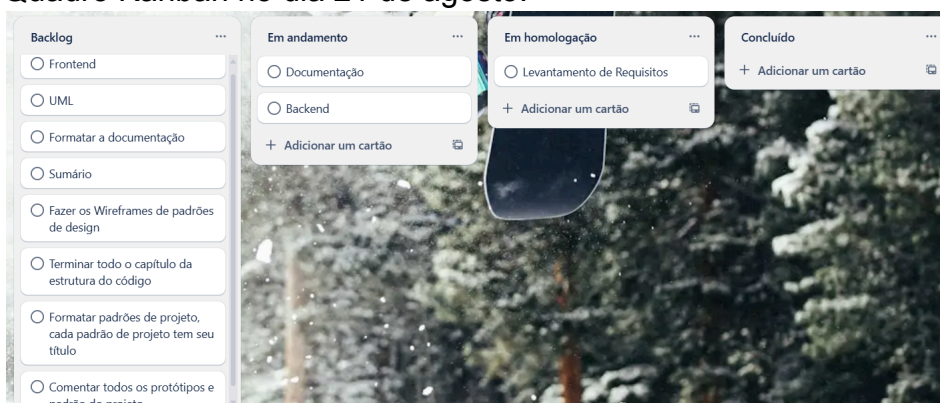 Quadro Kanban no dia 21 de agosto.
Backlog
Frontend
UML
Formatar a documentação
Sumário
Fazer os Wireframes de padrões
de design
Terminar todo o capítulo da
estrutura do código
Formatar padrões de projeto,
cada padrão de projeto tem seu
título
Comentar todos os protótipos e
padrão de projeto
Em andamento
Documentação
Backend
+ Adicionar um cartão
Em homologação
Levantamento de Requisitos
+ Adicionar um cartão
Concluído
+ Adicionar um cartão